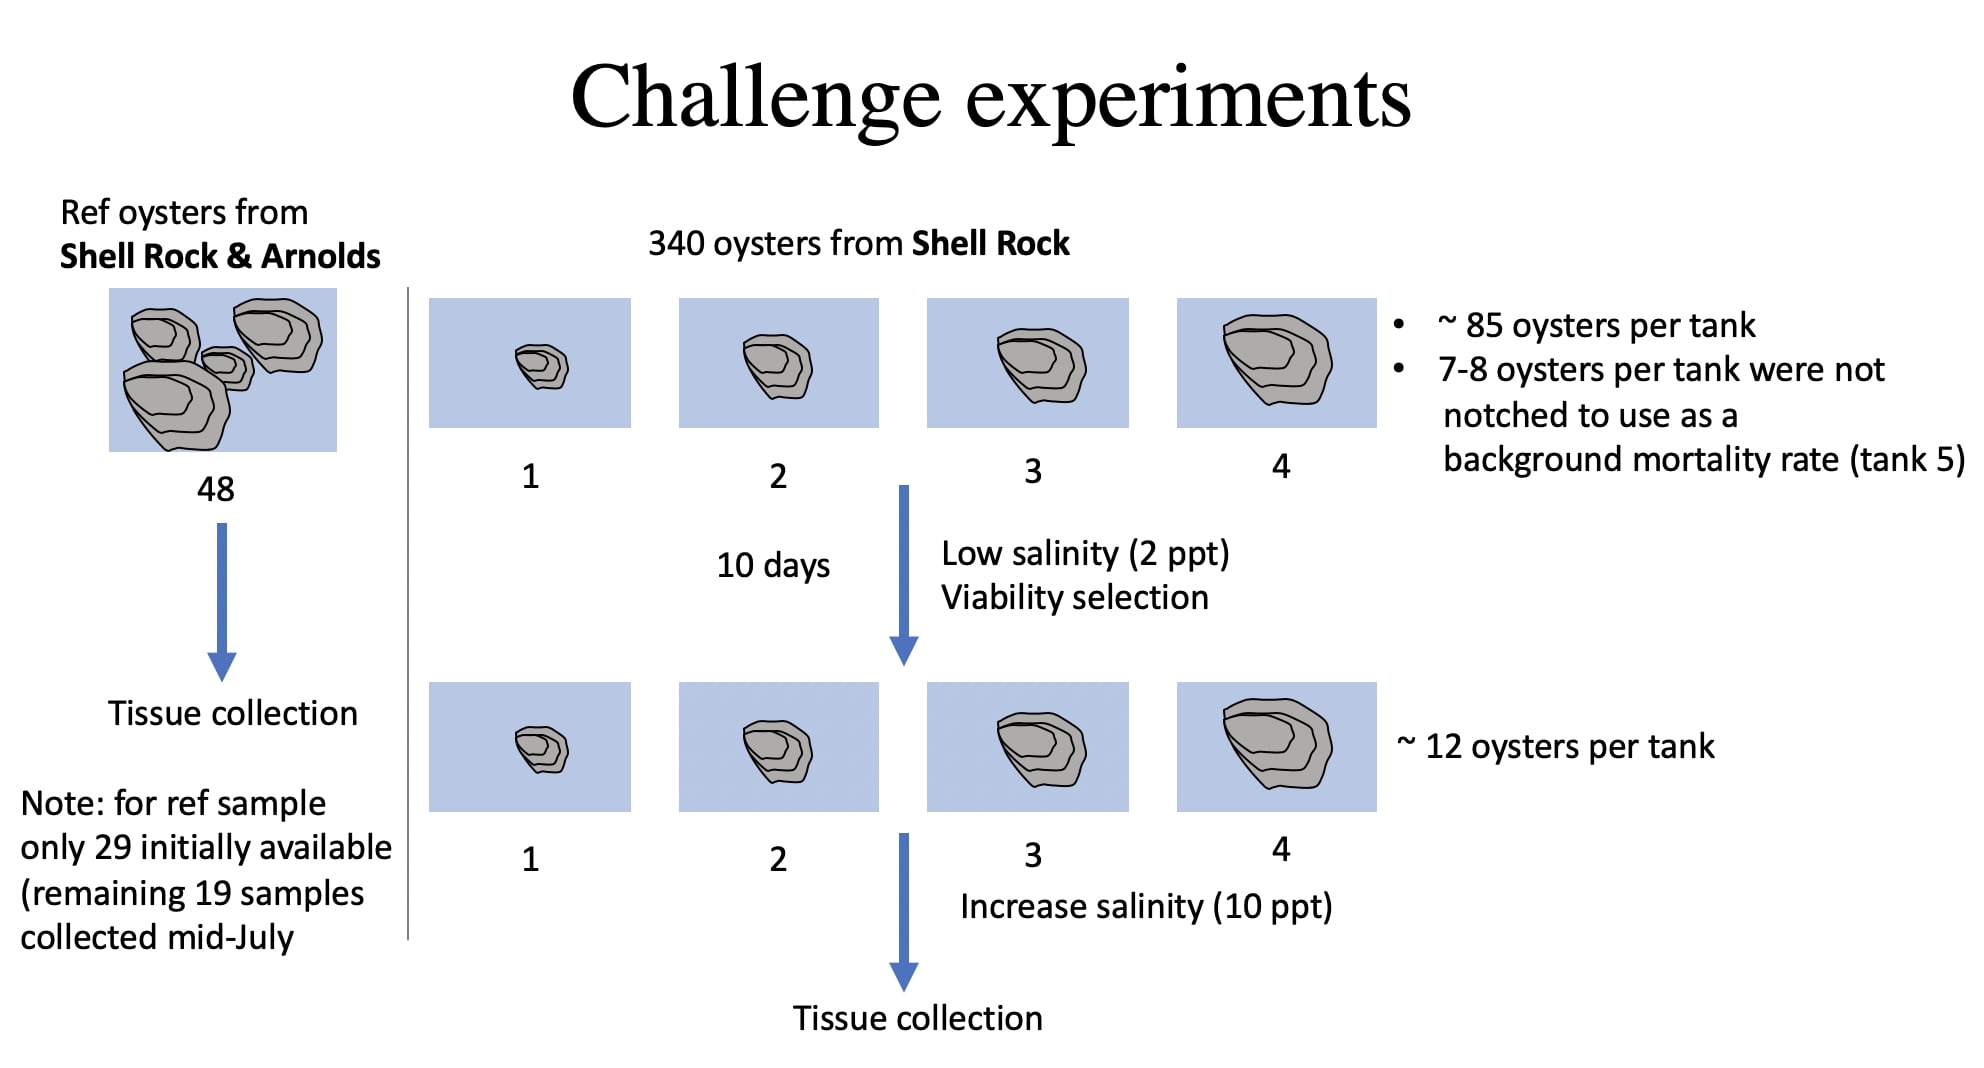 Challenge experiments
Ref oysters from
Shell Rock & Arnolds
48
Tissue collection
Note: for ref sample
only 29 initially available
(remaining 19 samples
collected mid-July
340 oysters from Shell Rock
1 2 3 4
• ~ 85 oysters per tank
• 7-8 oysters per tank were not
notched to use as a
background mortality rate (tank 5)
10 days
Low salinity (2 ppt)
Viability selection
~ 12 oysters per tank
1 2 3 4
Increase salinity (10 ppt)
Tissue collection